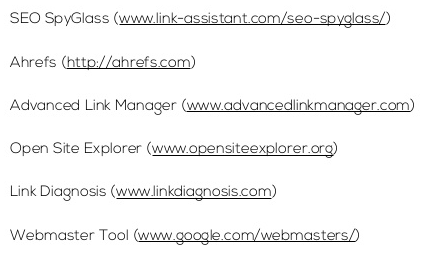 SEO SpyGlass (www.link-assistant.com/seo-spyglass/)
Ahrefs (http://ahrefs.com)
Advanced Link Manager (www.advancedlinkmanager.com)
Open Site Explorer (www.opensiteexplorer.org)
Link Diagnosis (www.linkdiagnosis.com)
Webmaster Tool (www.google.com/webmasters/)